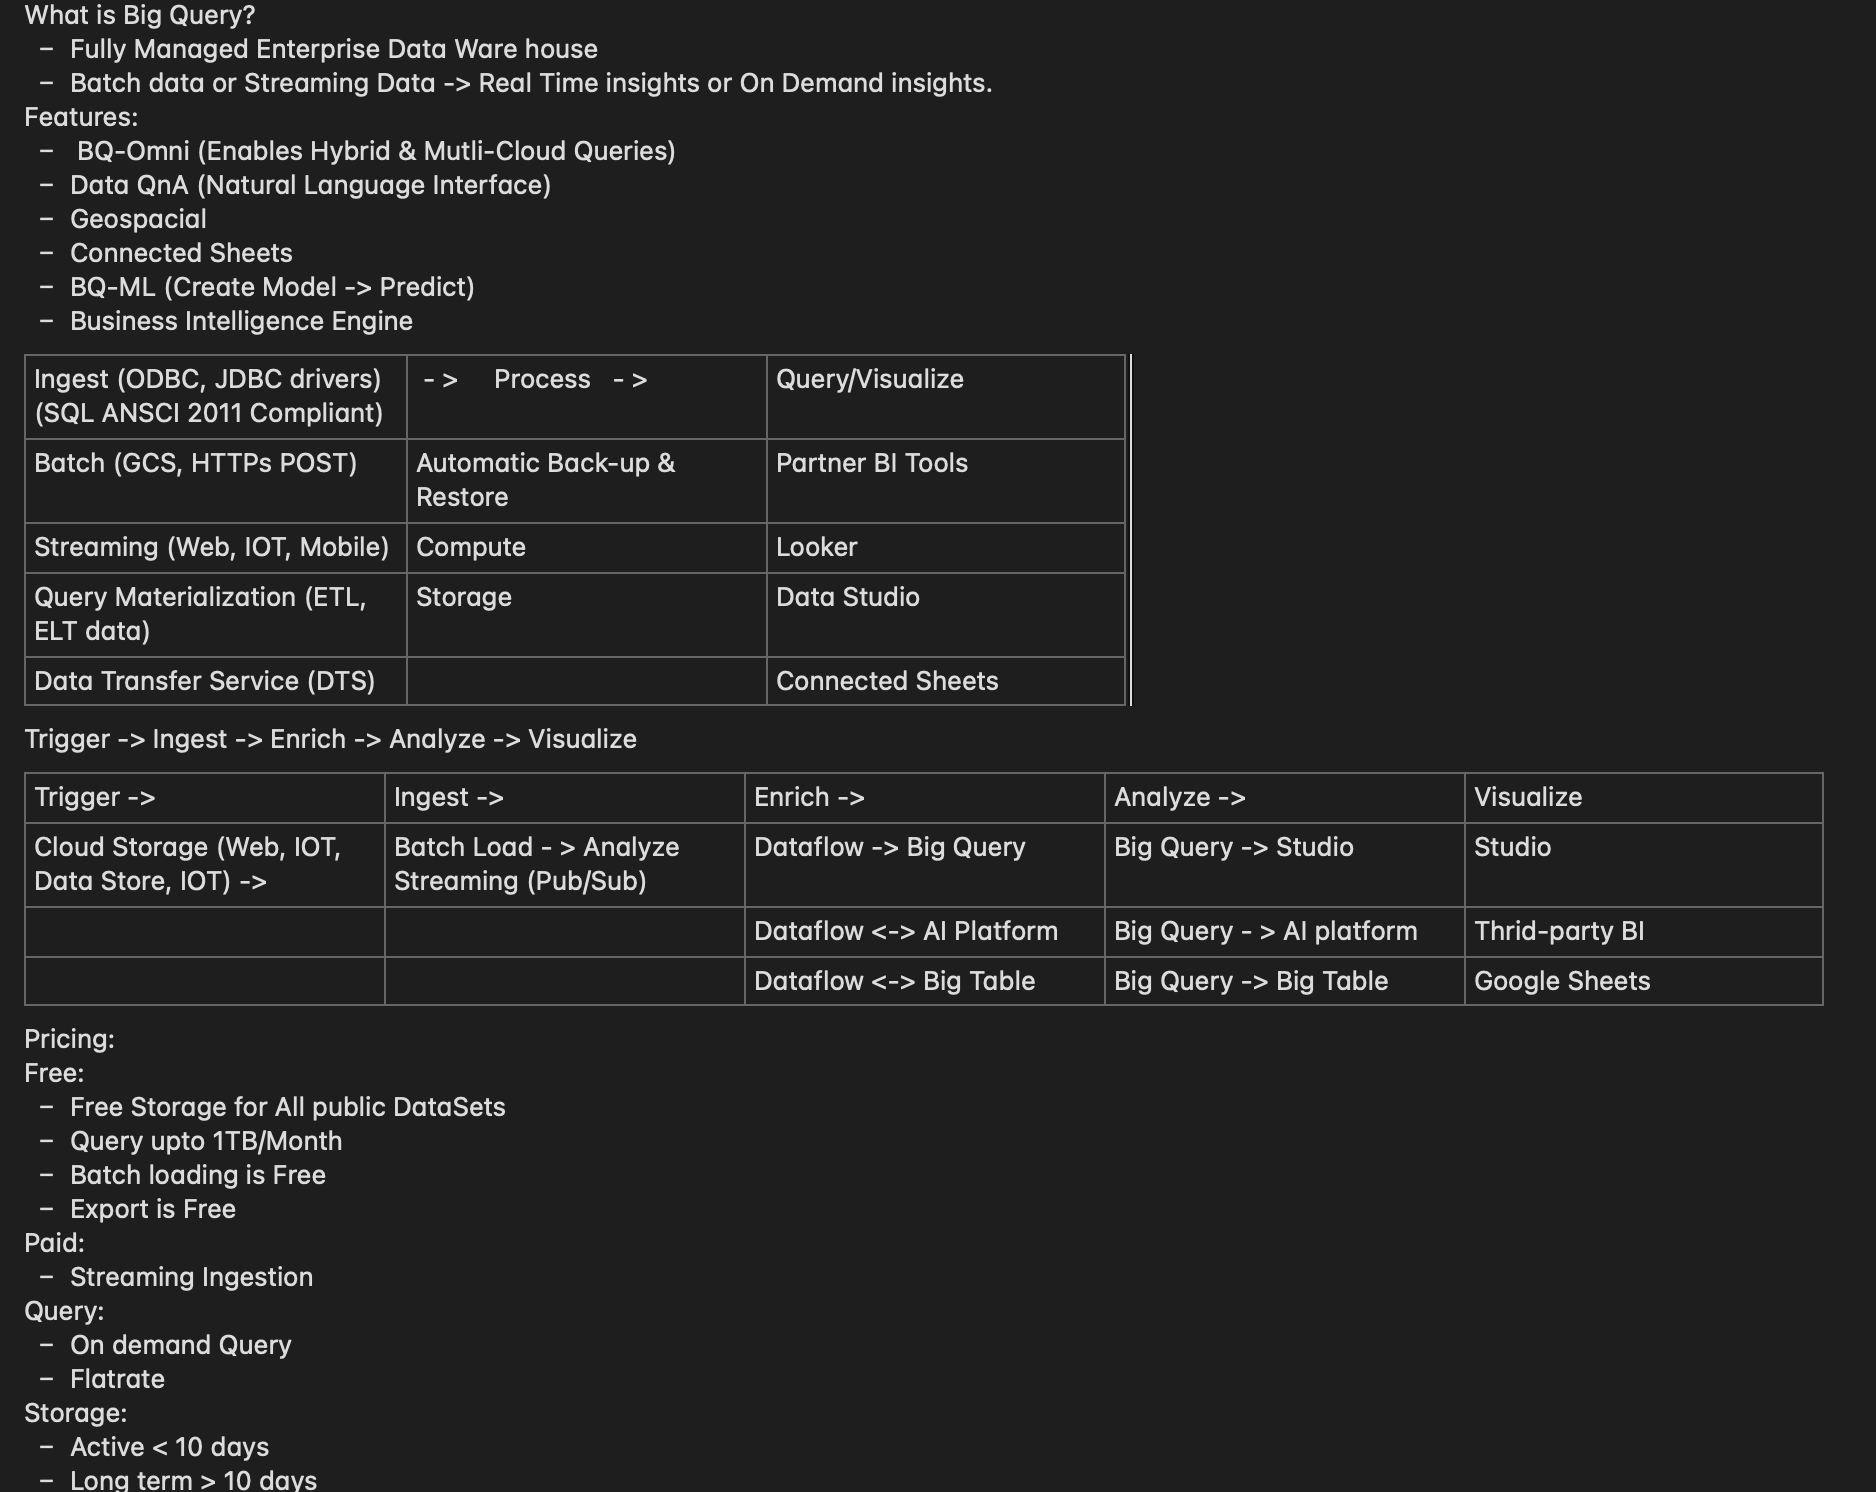 What is Big Query?
– Fully Managed Enterprise Data Ware house
– Batch data or Streaming Data -> Real Time insights or On Demand insights.
Features:
– BQ-Omni (Enables Hybrid & Mutli-Cloud Queries)
– Data QnA (Natural Language Interface)
– Geospacial
– Connected Sheets
– BQ-ML (Create Model -> Predict)
– Business Intelligence Engine
Ingest (ODBC, JDBC drivers)
(SQL ANSCI 2011 Compliant)
- > Process - >
Query/Visualize
Batch (GCS, HTTPs POST)
Automatic Back-up &
Restore
Partner BI Tools
Streaming (Web, IOT, Mobile)
Compute
Looker
Query Materialization (ETL,
ELT data)
Storage
Data Studio
Data Transfer Service (DTS)
Connected Sheets
Trigger -> Ingest -> Enrich -> Analyze -> Visualize
Trigger ->
Ingest ->
Enrich ->
Analyze ->
Visualize
Cloud Storage (Web, IOT,
Data Store, IOT) ->
Batch Load - > Analyze
Streaming (Pub/Sub)
Dataflow -> Big Query
Big Query -> Studio
Studio
Dataflow <-> AI Platform
Big Query - > AI platform
Thrid-party BI
Dataflow <-> Big Table
Big Query -> Big Table
Google Sheets
Pricing:
Free:
– Free Storage for All public DataSets
– Query upto 1TB/Month
– Batch loading is Free
– Export is Free
Paid:
– Streaming Ingestion
Query:
– On demand Query
– Flatrate
Storage:
– Active < 10 days
– Long term > 10 days